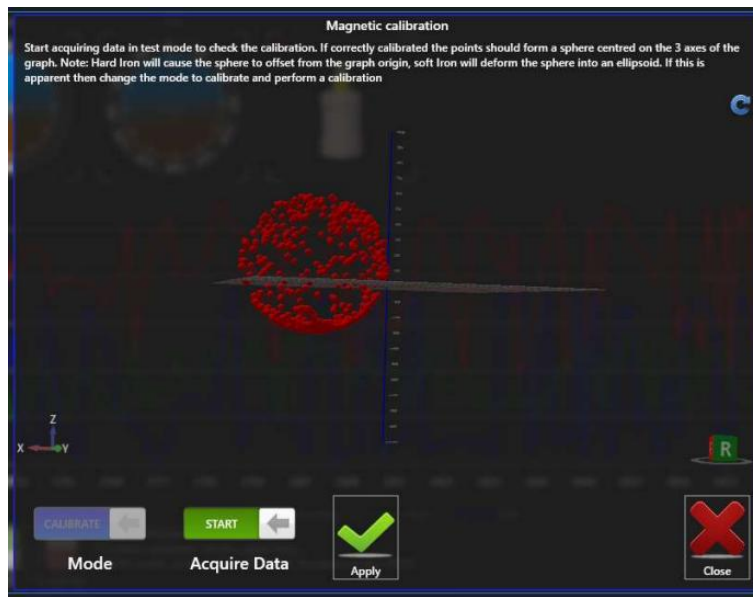 Magnetic calibration
Start acquiring data in test mode to check the calibration. If correctly calibrated the points should form a sphere centred on the 3 axes of the
graph. Note: Hard Iron will cause the sphere to offset from the graph origin, soft Iron will deform the sphere into an ellipsoid. If this is
apparent then change the mode to calibrate and perform a calibration
Z
X Y
R
CALIBRATE START
Mode Acquire Data Apply Close